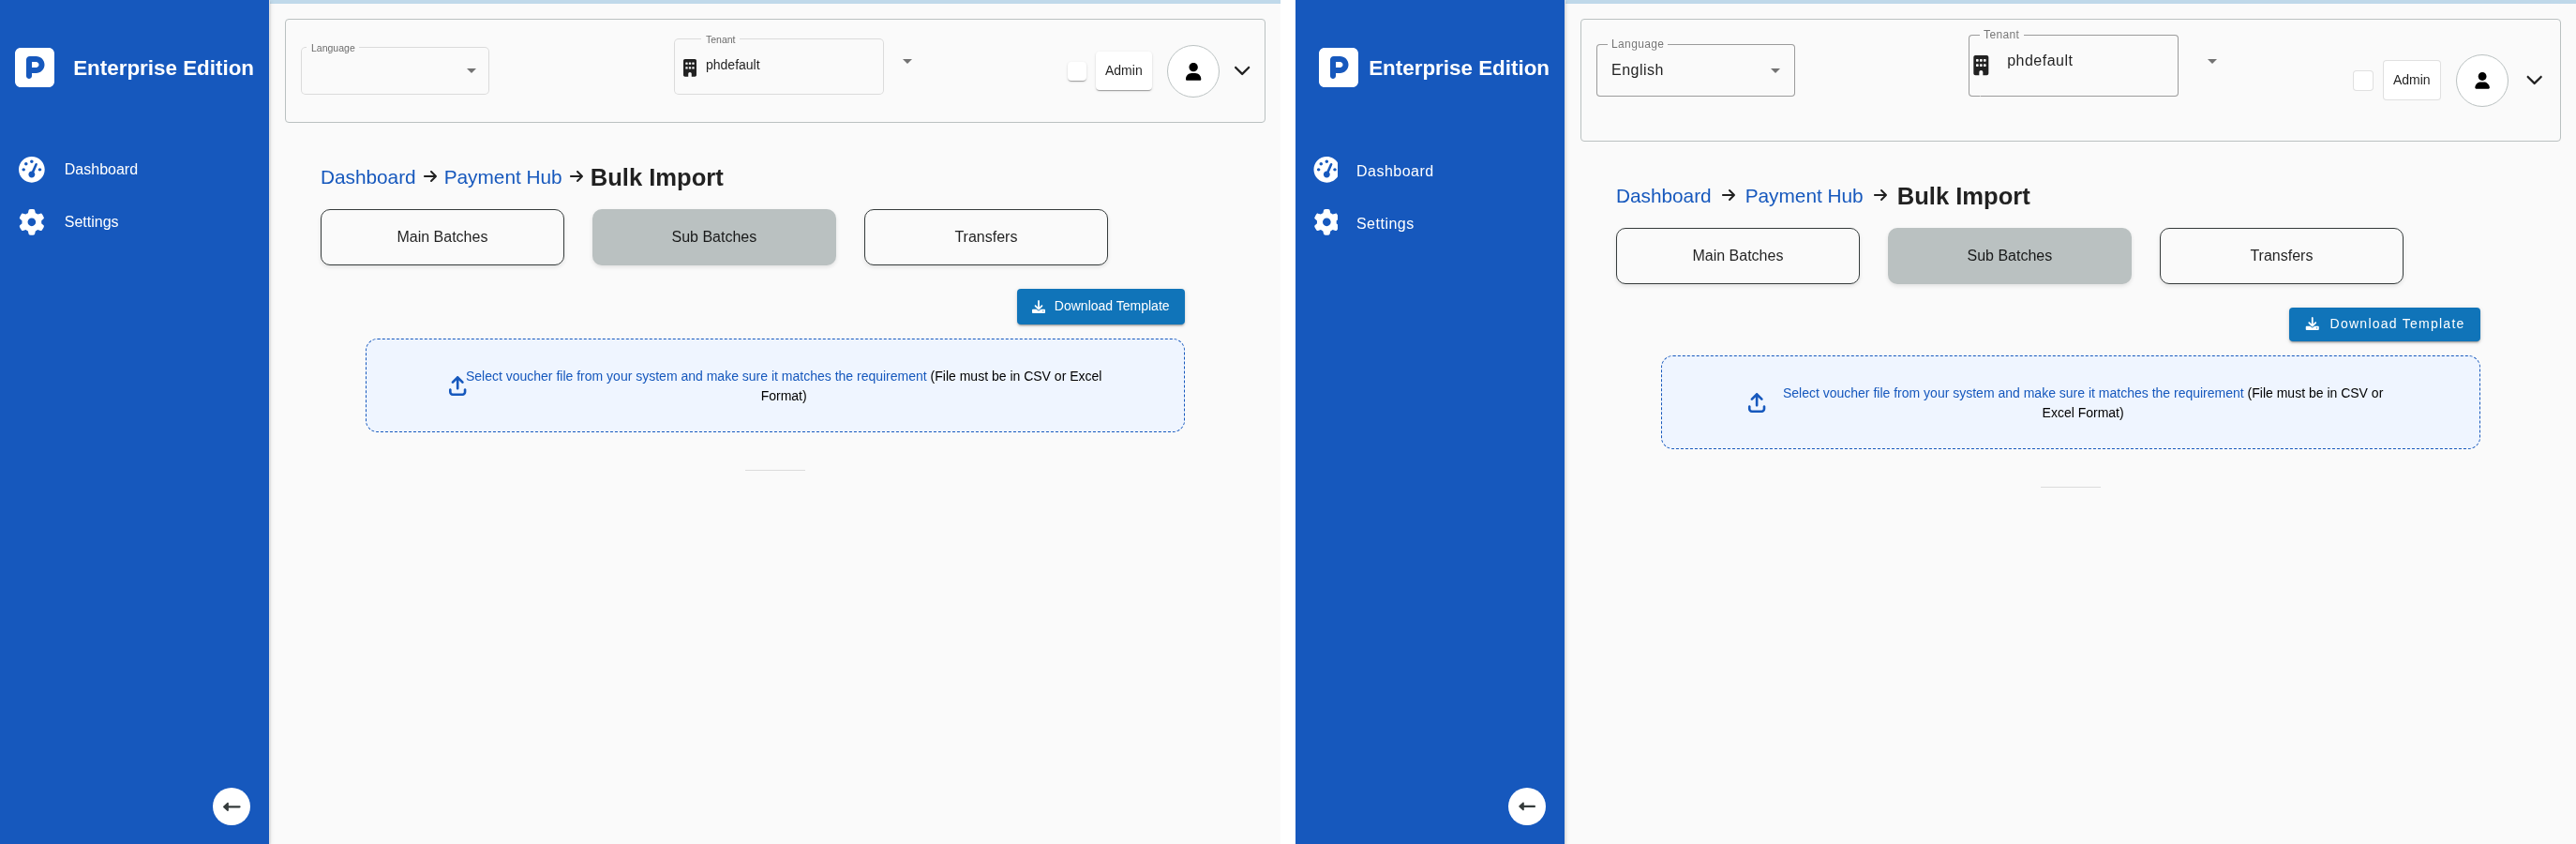 Enterprise Edition
Dashboard
Settings
Language
Tenant
phdefault
Admin
Dashboard Payment Hub Bulk Import
Main Batches Sub Batches Transfers
Download Template
Select voucher file from your system and make sure it matches the requirement (File must be in CSV or Excel
Format)
Enterprise Edition
Dashboard
Settings
Language
English
Tenant
phdefault
Admin
Dashboard Payment Hub Bulk Import
Main Batches Sub Batches Transfers
Download Template
Select voucher file from your system and make sure it matches the requirement (File must be in CSV or
Excel Format)